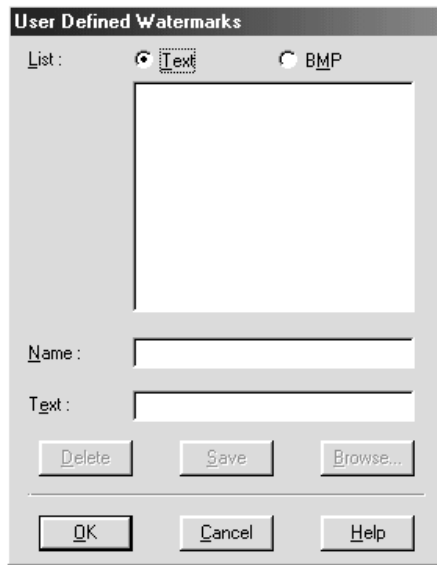 User Defined Watermarks
List : Text BMP
Name :
Text :
Delete Save Browse...
OK Cancel Help